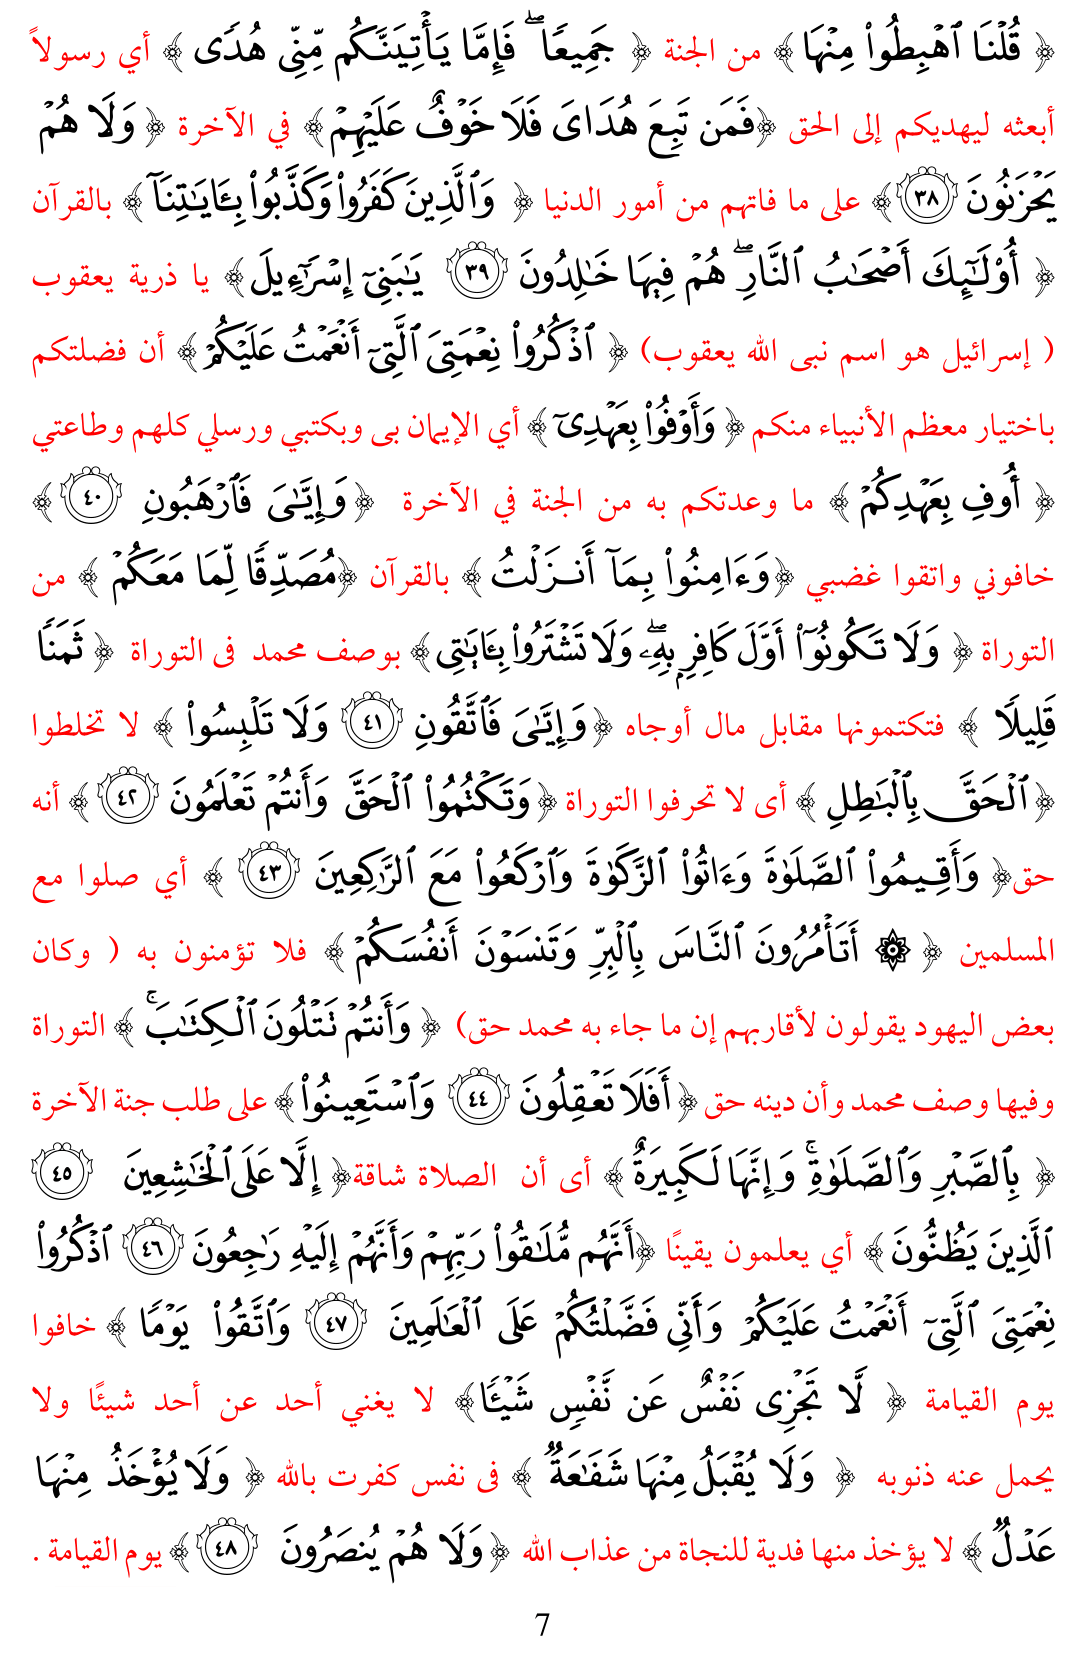 ﴿ قُلْنَا ٱهْبِطُوا۟ مِنْهَا﴾ من الجنة ﴿ جَمِيعًۭا ۖ فَإِمَّا يَأْتِيَنَّكُم مِّنِّى هُدًۭى ﴾ أي رسولاً
أبعثه ليهديكم إلى الحق ﴿فَمَن تَبِعَ هُدَاىَ فَلَا خَوْفٌ عَلَيْهِمْ﴾ في الآخرة ﴿ وَلَا هُمْ
يَحْزَنُونَ ٣٨﴾ على ما فاتهم من أمور الدنيا ﴿ وَٱلَّذِينَ كَفَرُوا۟ وَكَذَّبُوا۟ بِـَٔايَـٰتِنَآ﴾ بالقرآن
﴿ أُو۟لَـٰٓئِكَ أَصْحَـٰبُ ٱلنَّارِ ۖ هُمْ فِيهَا خَـٰلِدُونَ ٣٩ يَـٰبَنِىٓ إِسْرَٰٓءِيلَ﴾ يا ذرية يعقوب
( إسرائيل هو اسم نبى الله يعقوب) ﴿ ٱذْكُرُوا۟ نِعْمَتِىَ ٱلَّتِىٓ أَنْعَمْتُ عَلَيْكُمْ﴾ أن فضلتكم
باختيار معظم الأنبياء منكم ﴿ وَأَوْفُوا۟ بِعَهْدِىٓ﴾ أي الإيمان بى وبكتبي ورسلي كلهم وطاعتي
﴿ أُوفِ بِعَهْدِكُمْ﴾ ما وعدتكم به من الجنة في الآخرة ﴿وَإِيَّـٰىَ فَٱرْهَبُونِ ٤٠﴾
خافوني واتقوا غضبي ﴿وَءَامِنُوا۟ بِمَآ أَنزَلْتُ ﴾ بالقرآن ﴿مُصَدِّقًۭا لِّمَا مَعَكُمْ ﴾ من
التوراة ﴿ وَلَا تَكُونُوٓا۟ أَوَّلَ كَافِرٍۭ بِهِۦ ۖ وَلَا تَشْتَرُوا۟ بِـَٔايَـٰتِى﴾ بوصف محمد فى التوراة ﴿ ثَمَنًۭا
قَلِيلًۭا ﴾ فتكتمونها مقابل مال أوجاه ﴿وَإِيَّـٰىَ فَٱتَّقُونِ ٤١ وَلَا تَلْبِسُوا۟ ﴾ لا تخلطوا
﴿ٱلْحَقَّ بِٱلْبَـٰطِلِ ﴾ أى لا تحرفوا التوراة ﴿وَتَكْتُمُوا۟ ٱلْحَقَّ وَأَنتُمْ تَعْلَمُونَ ٤٢﴾ أنه
حق﴿ وَأَقِيمُوا۟ ٱلصَّلَوٰةَ وَءَاتُوا۟ ٱلزَّكَوٰةَ وَٱرْكَعُوا۟ مَعَ ٱلرَّٰكِعِينَ ٤٣ ﴾ أي صلوا مع
المسلمين ﴿ ۞ أَتَأْمُرُونَ ٱلنَّاسَ بِٱلْبِرِّ وَتَنسَوْنَ أَنفُسَكُمْ﴾ فلا تؤمنون به ( وكان
بعض اليهود يقولون لأقاربهم إن ما جاء به محمد حق) ﴿ وَأَنتُمْ تَتْلُونَ ٱلْكِتَـٰبَ ۚ ﴾ التوراة
وفيها وصف محمد وأن دينه حق ﴿أَفَلَا تَعْقِلُونَ ٤٤ وَٱسْتَعِينُوا۟﴾ على طلب جنة الآخرة
﴿ بِٱلصَّبْرِ وَٱلصَّلَوٰةِ ۚ وَإِنَّهَا لَكَبِيرَةٌ﴾ أى أن الصلاة شاقة﴿ إِلَّا عَلَى ٱلْخَـٰشِعِينَ ٤٥
ٱلَّذِينَ يَظُنُّونَ﴾ أي يعلمون يقينًا ﴿أَنَّهُم مُّلَـٰقُوا۟ رَبِّهِمْ وَأَنَّهُمْ إِلَيْهِ رَٰجِعُونَ ٤٦ ٱذْكُرُوا۟
نِعْمَتِىَ ٱلَّتِىٓ أَنْعَمْتُ عَلَيْكُمْ وَأَنِّى فَضَّلْتُكُمْ عَلَى ٱلْعَـٰلَمِينَ ٤٧ وَٱتَّقُوا۟ يَوْمًۭا ﴾ خافوا
يوم القيامة ﴿ لَّا تَجْزِى نَفْسٌ عَن نَّفْسٍۢ شَيْـًۭٔا﴾ لا يغني أحد عن أحد شيئًا ولا
يحمل عنه ذنوبه ﴿ وَلَا يُقْبَلُ مِنْهَا شَفَـٰعَةٌۭ ﴾ فى نفس كفرت بالله ﴿ وَلَا يُؤْخَذُ مِنْهَا
عَدْلٌۭ ﴾ لا يؤخذ منها فدية للنجاة من عذاب الله ﴿وَلَا هُمْ يُنصَرُونَ ٤٨﴾ يوم القيامة .
7